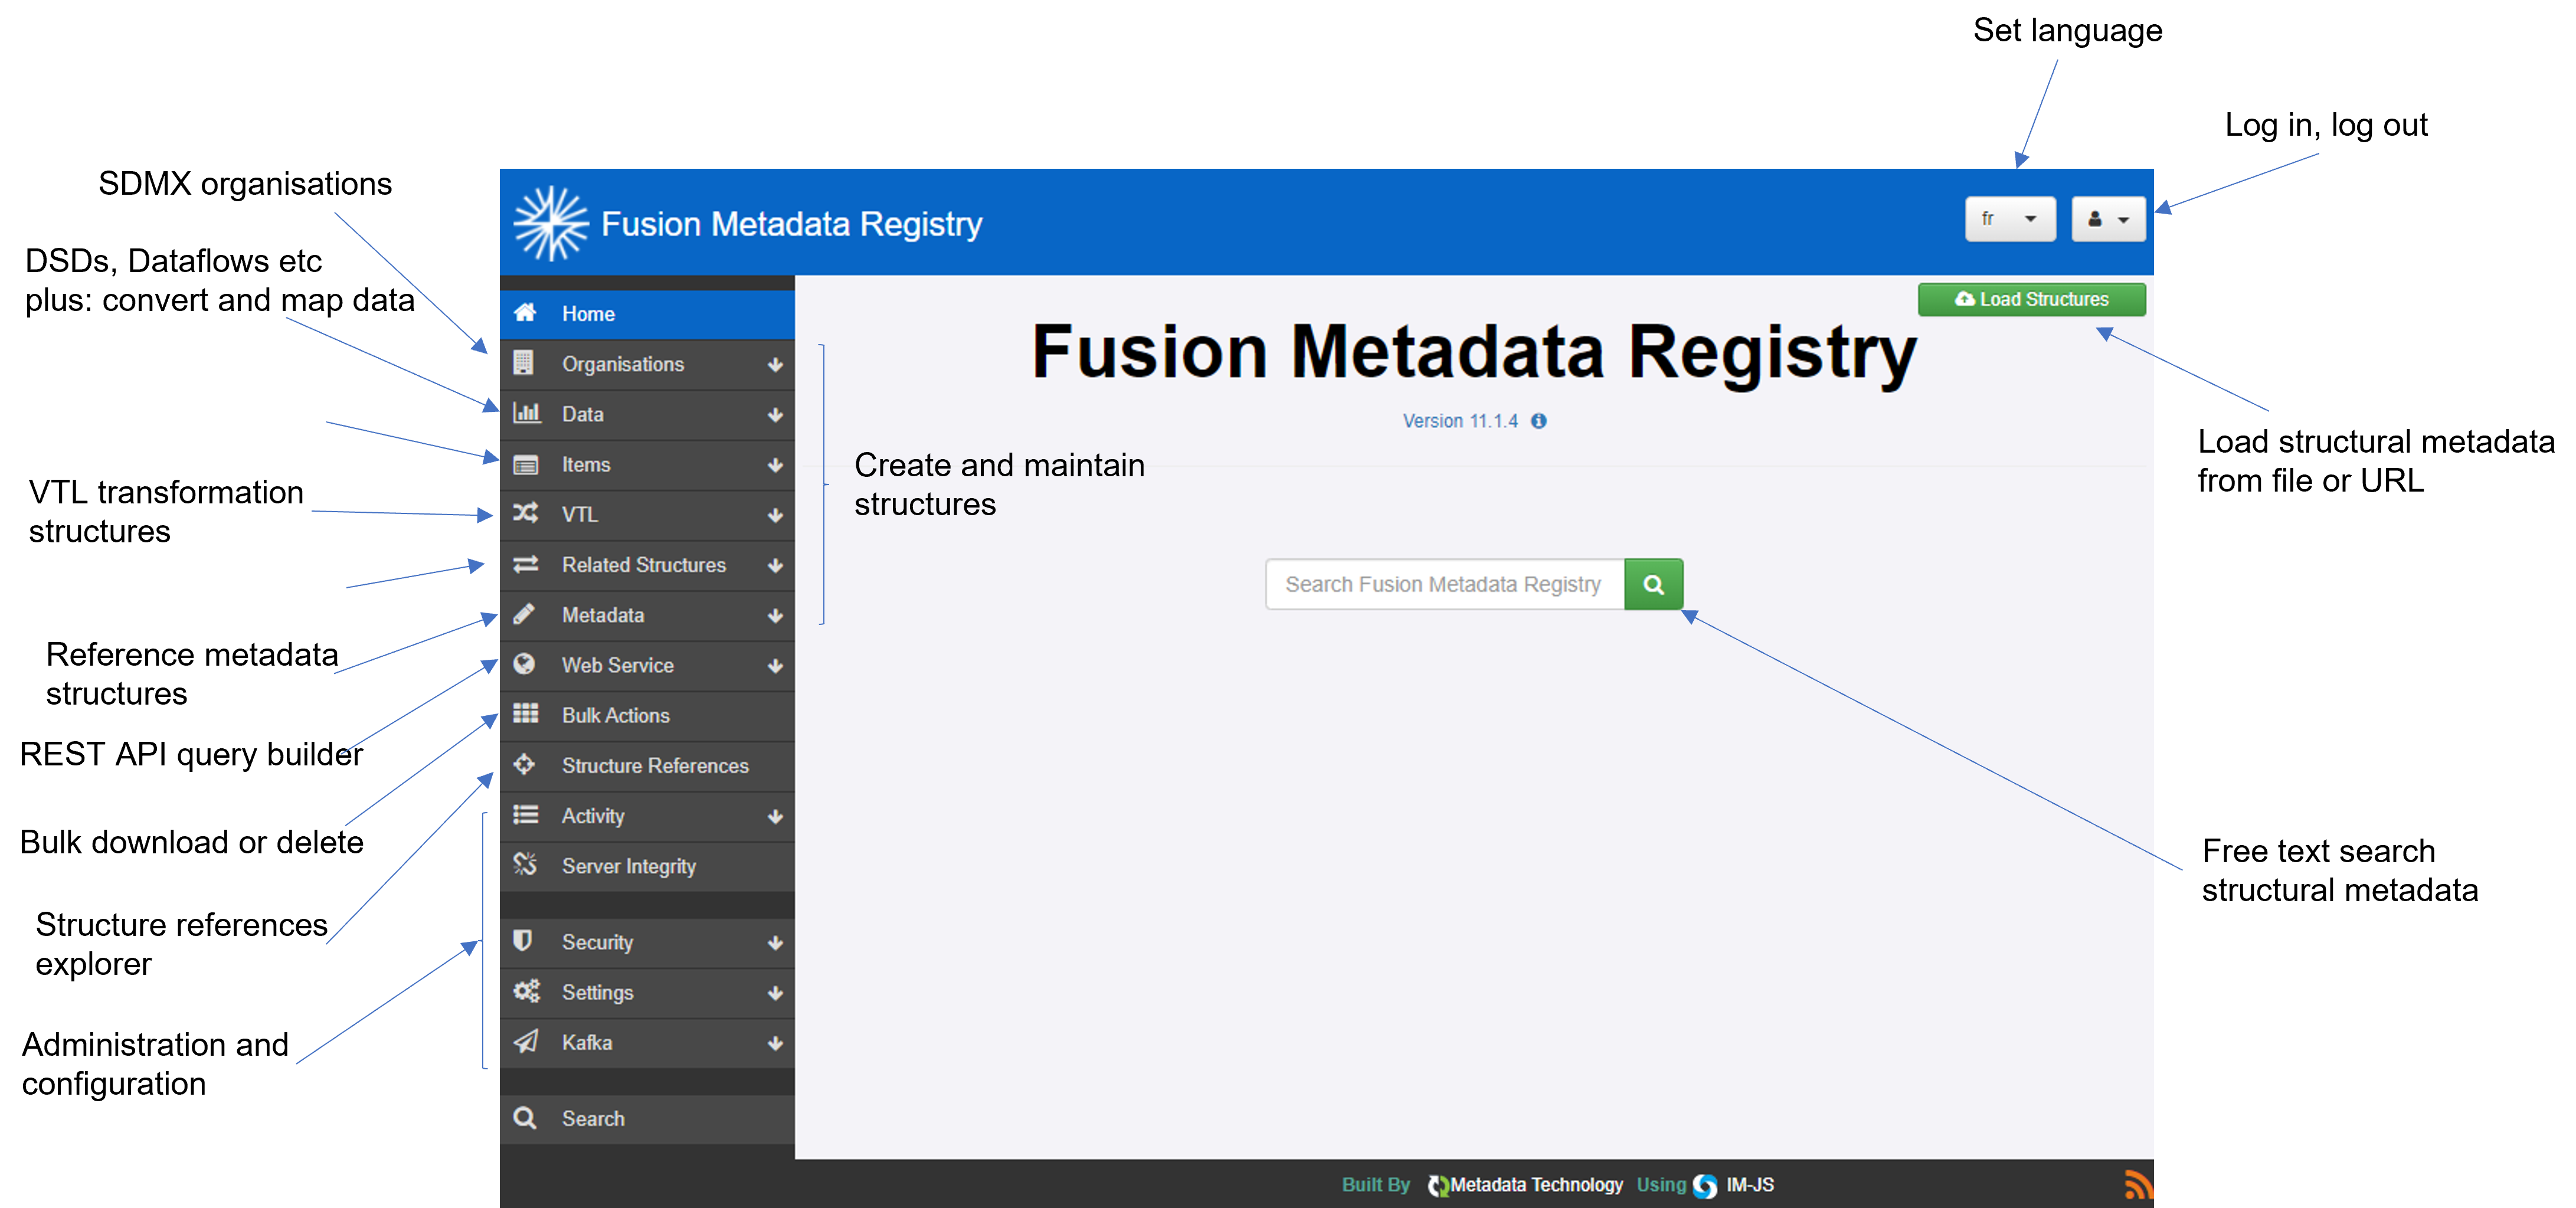 Set language
Log in, log out
SDMX organisations
DSDs, Dataflows etc
plus: convert and map data
VTL transformation
structures
Reference metadata
structures
REST API query builder
Bulk download or delete
Structure references
explorer
Administration and
configuration
Fusion Metadata Registry
fr
Home
Organisations
Data
Items
VTL
Related Structures
Metadata
Web Service
Bulk Actions
Structure References
Activity
Server Integrity
Security
Settings
Kafka
Search
Load Structures
Fusion Metadata Registry
Version 11.1.4
Create and maintain
structures
Search Fusion Metadata Registry
Load structural metadata
from file or URL
Free text search
structural metadata
Built By Metadata Technology Using IM-JS